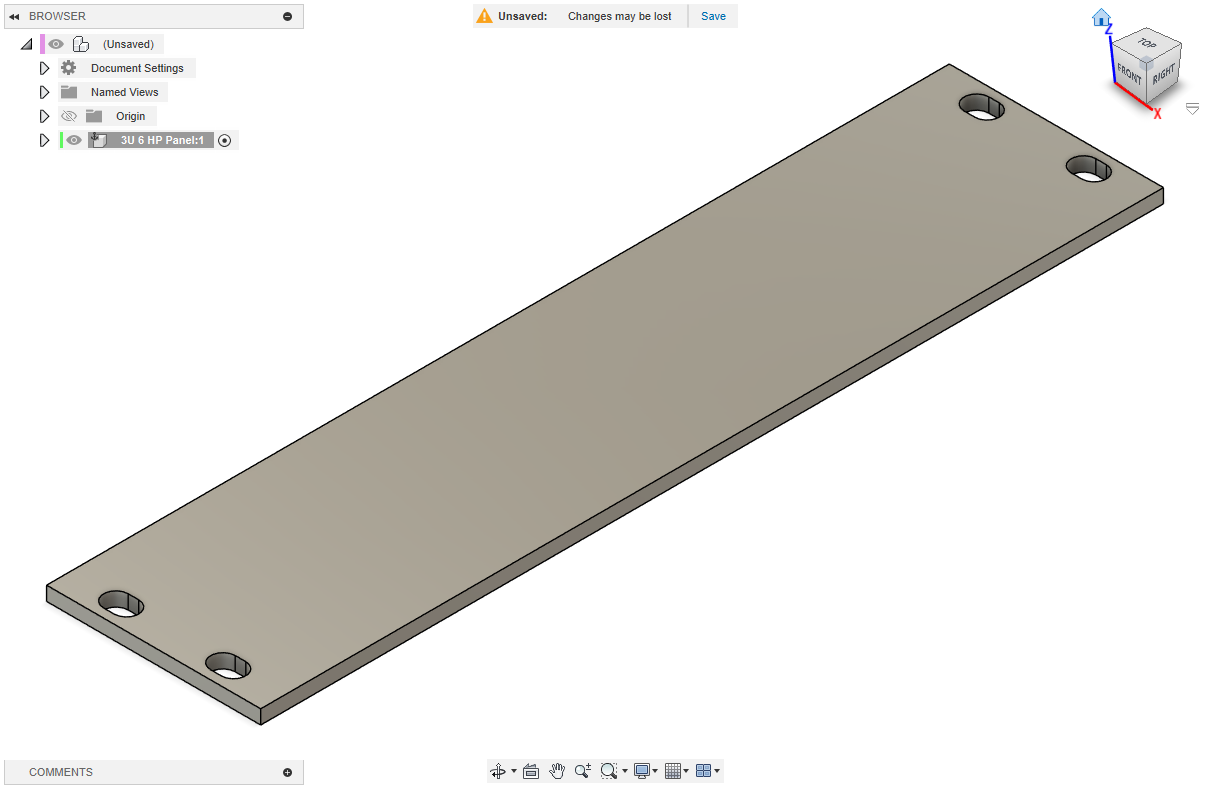 BROWSER
Unsaved: Changes may be lost Save
(Unsaved)
Document Settings
Named Views
Origin
3U 6 HP Panel:1
Z
TOP
FRONT
RIGHT
X
COMMENTS